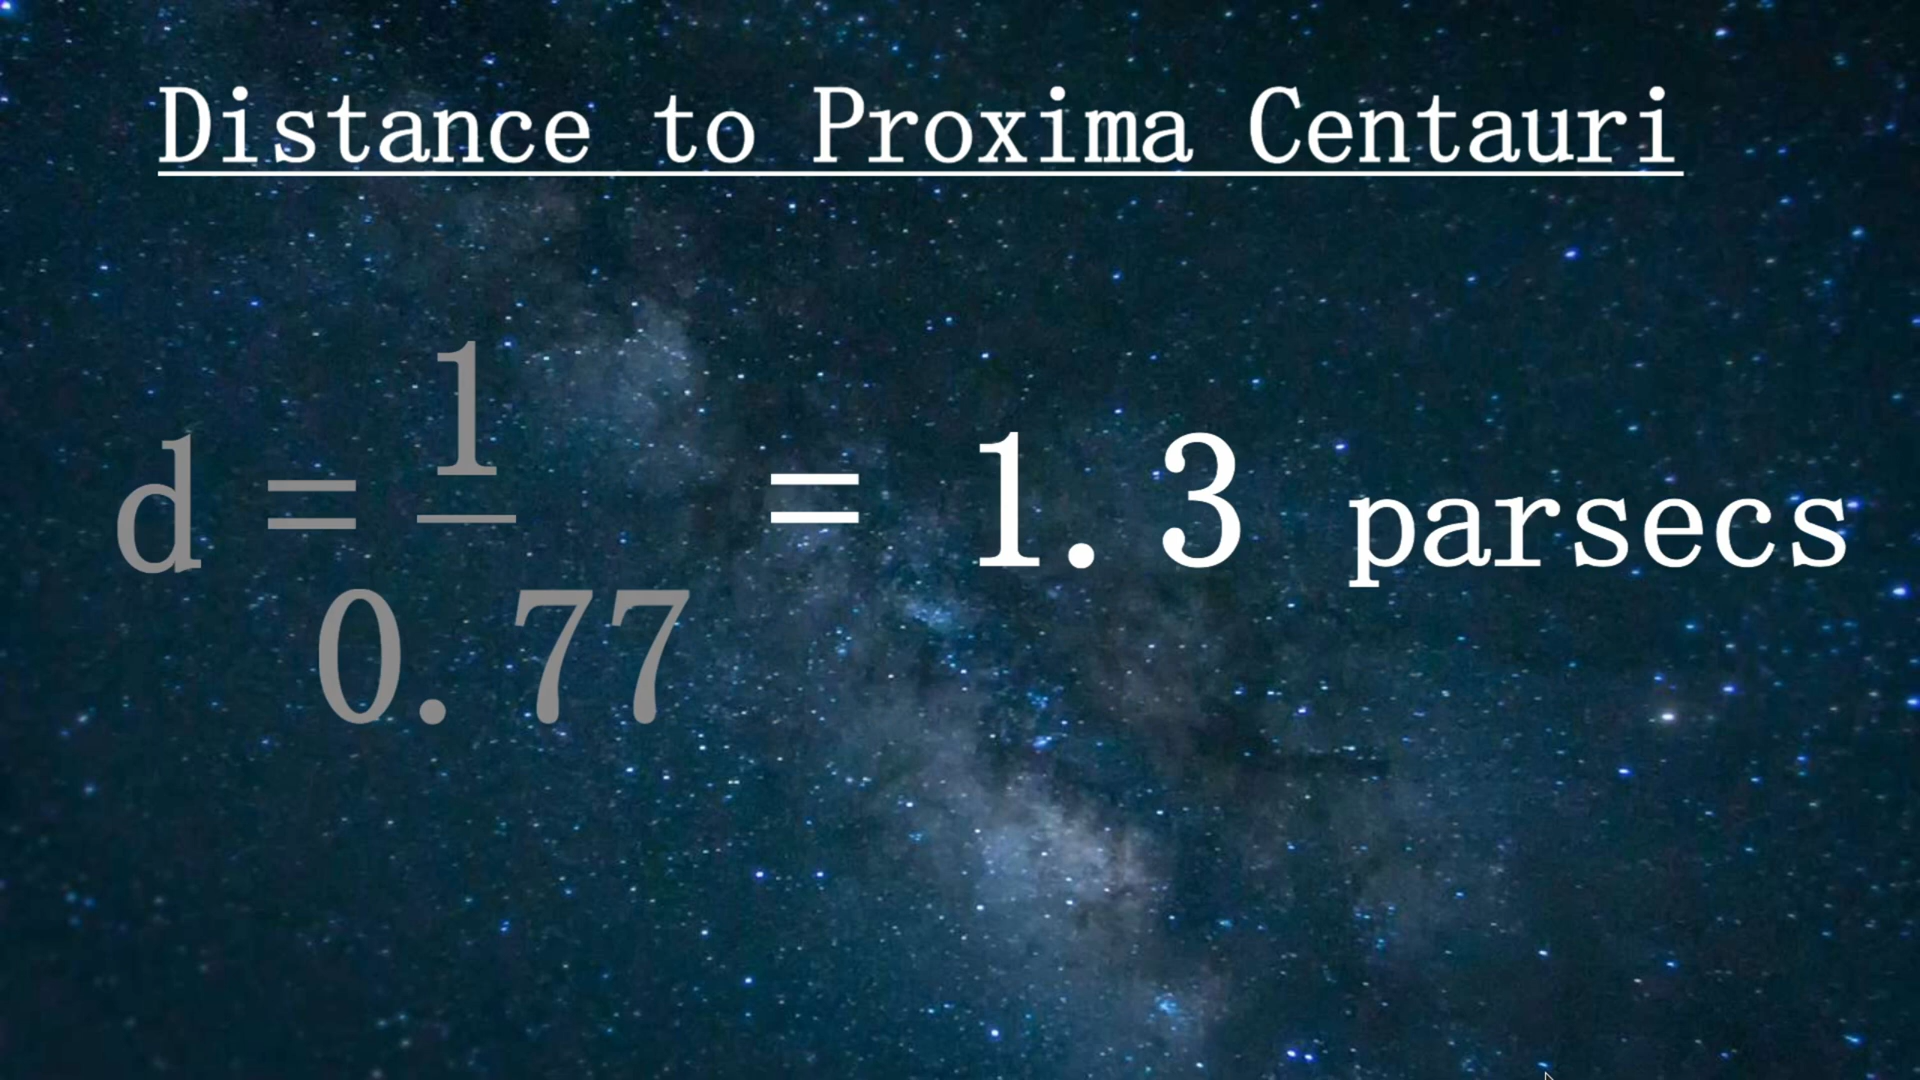 Distance to Proxima Centauri
d = 1/0.77 = 1.3 parsecs